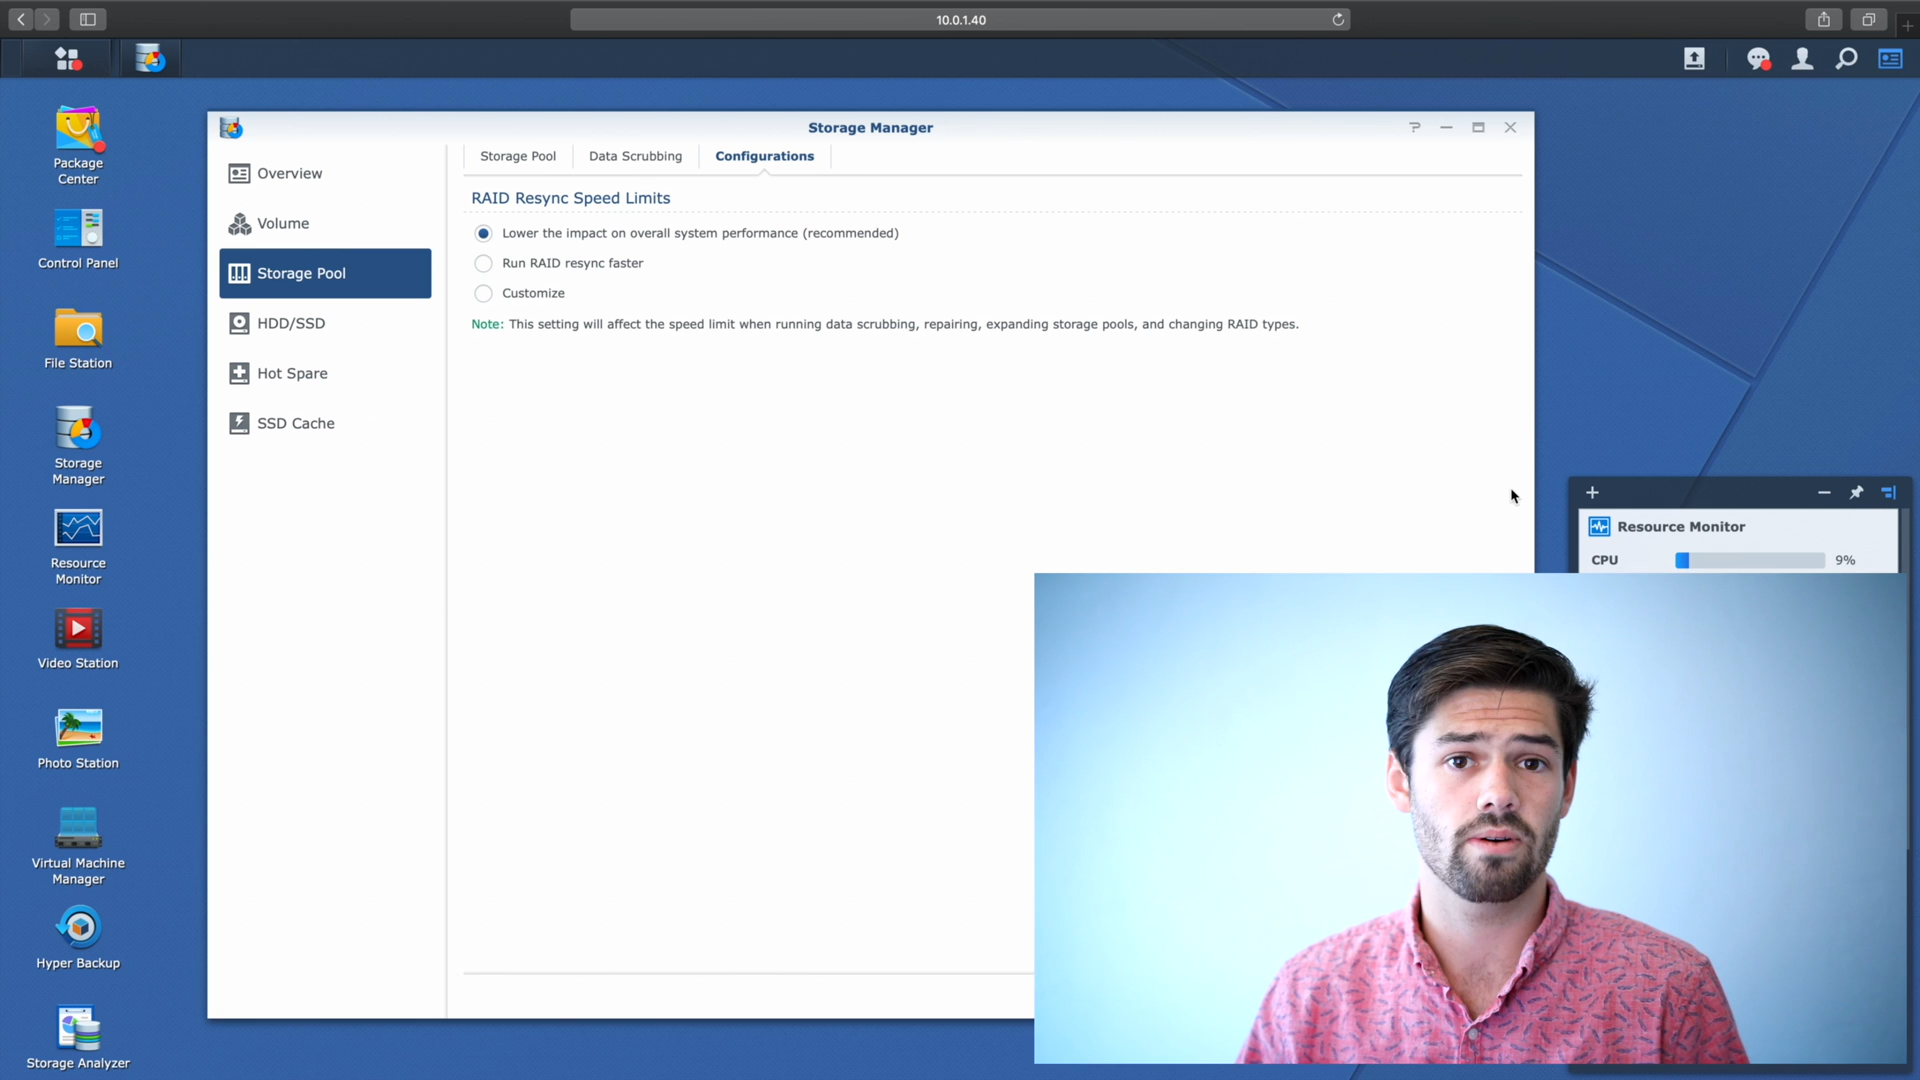 10.0.1.40
Storage Manager
Package
Center
Control Panel
File Station
Storage
Manager
Resource
Monitor
Video Station
Photo Station
Virtual Machine
Manager
Hyper Backup
Storage Analyzer
Overview
Volume
Storage Pool
HDD/SSD
Hot Spare
SSD Cache
Storage Pool
Data Scrubbing
Configurations
RAID Resync Speed Limits
Lower the impact on overall system performance (recommended)
Run RAID resync faster
Customize
Note: This setting will affect the speed limit when running data scrubbing, repairing, expanding storage pools, and changing RAID types.
Resource Monitor
CPU 9%